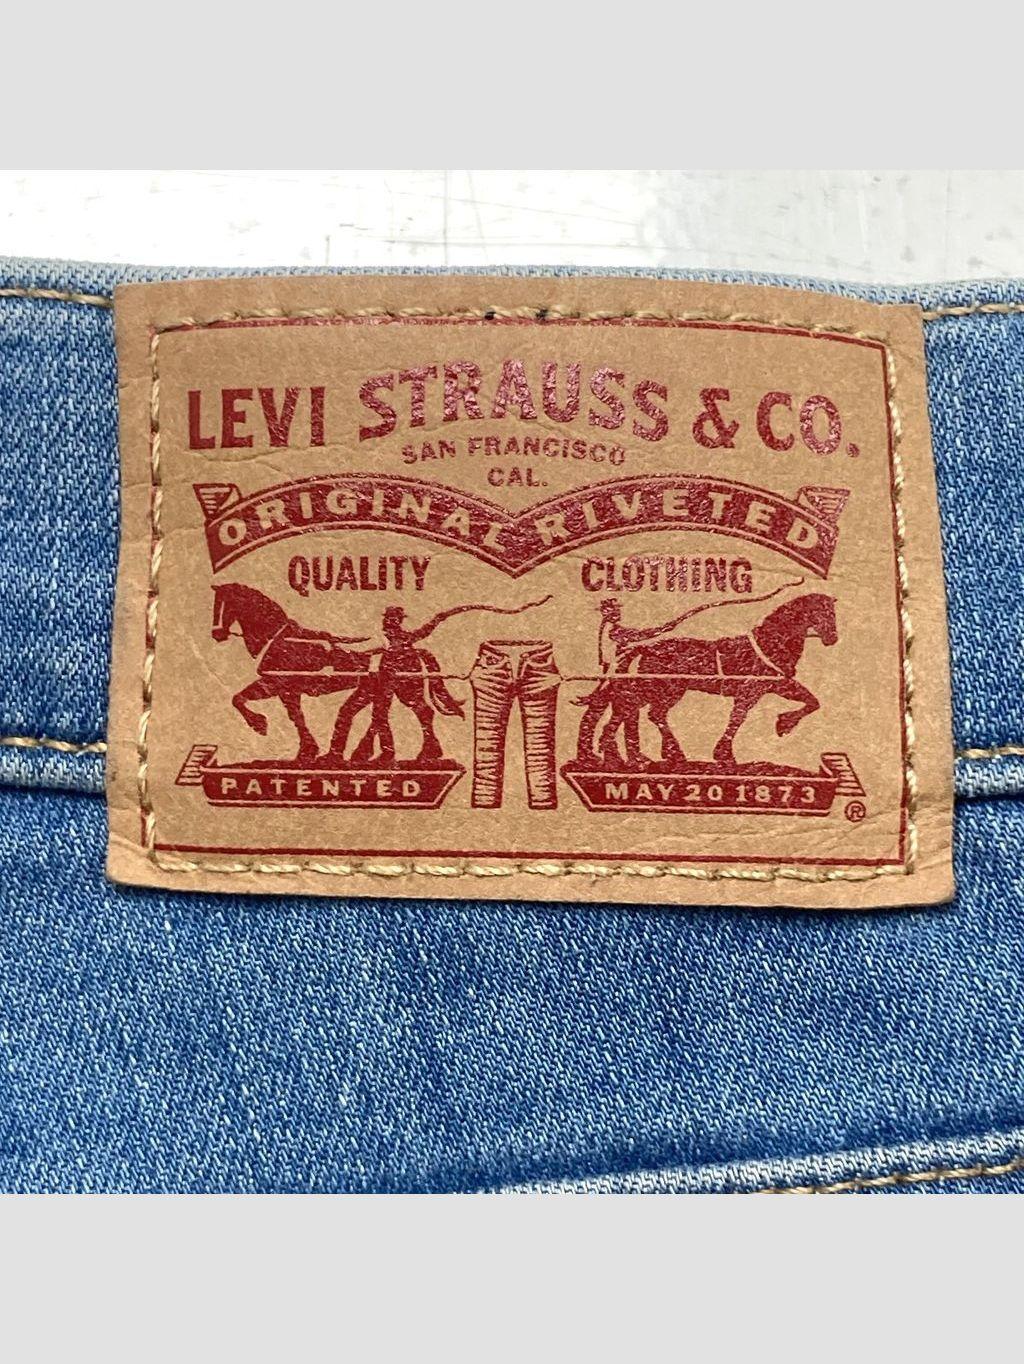 LEVI STRAUSS & CO.
SAN FRANCISCO
CAL.
ORIGINAL RIVETED
QUALITY CLOTHING
PATENTED MAY 20 1873
®